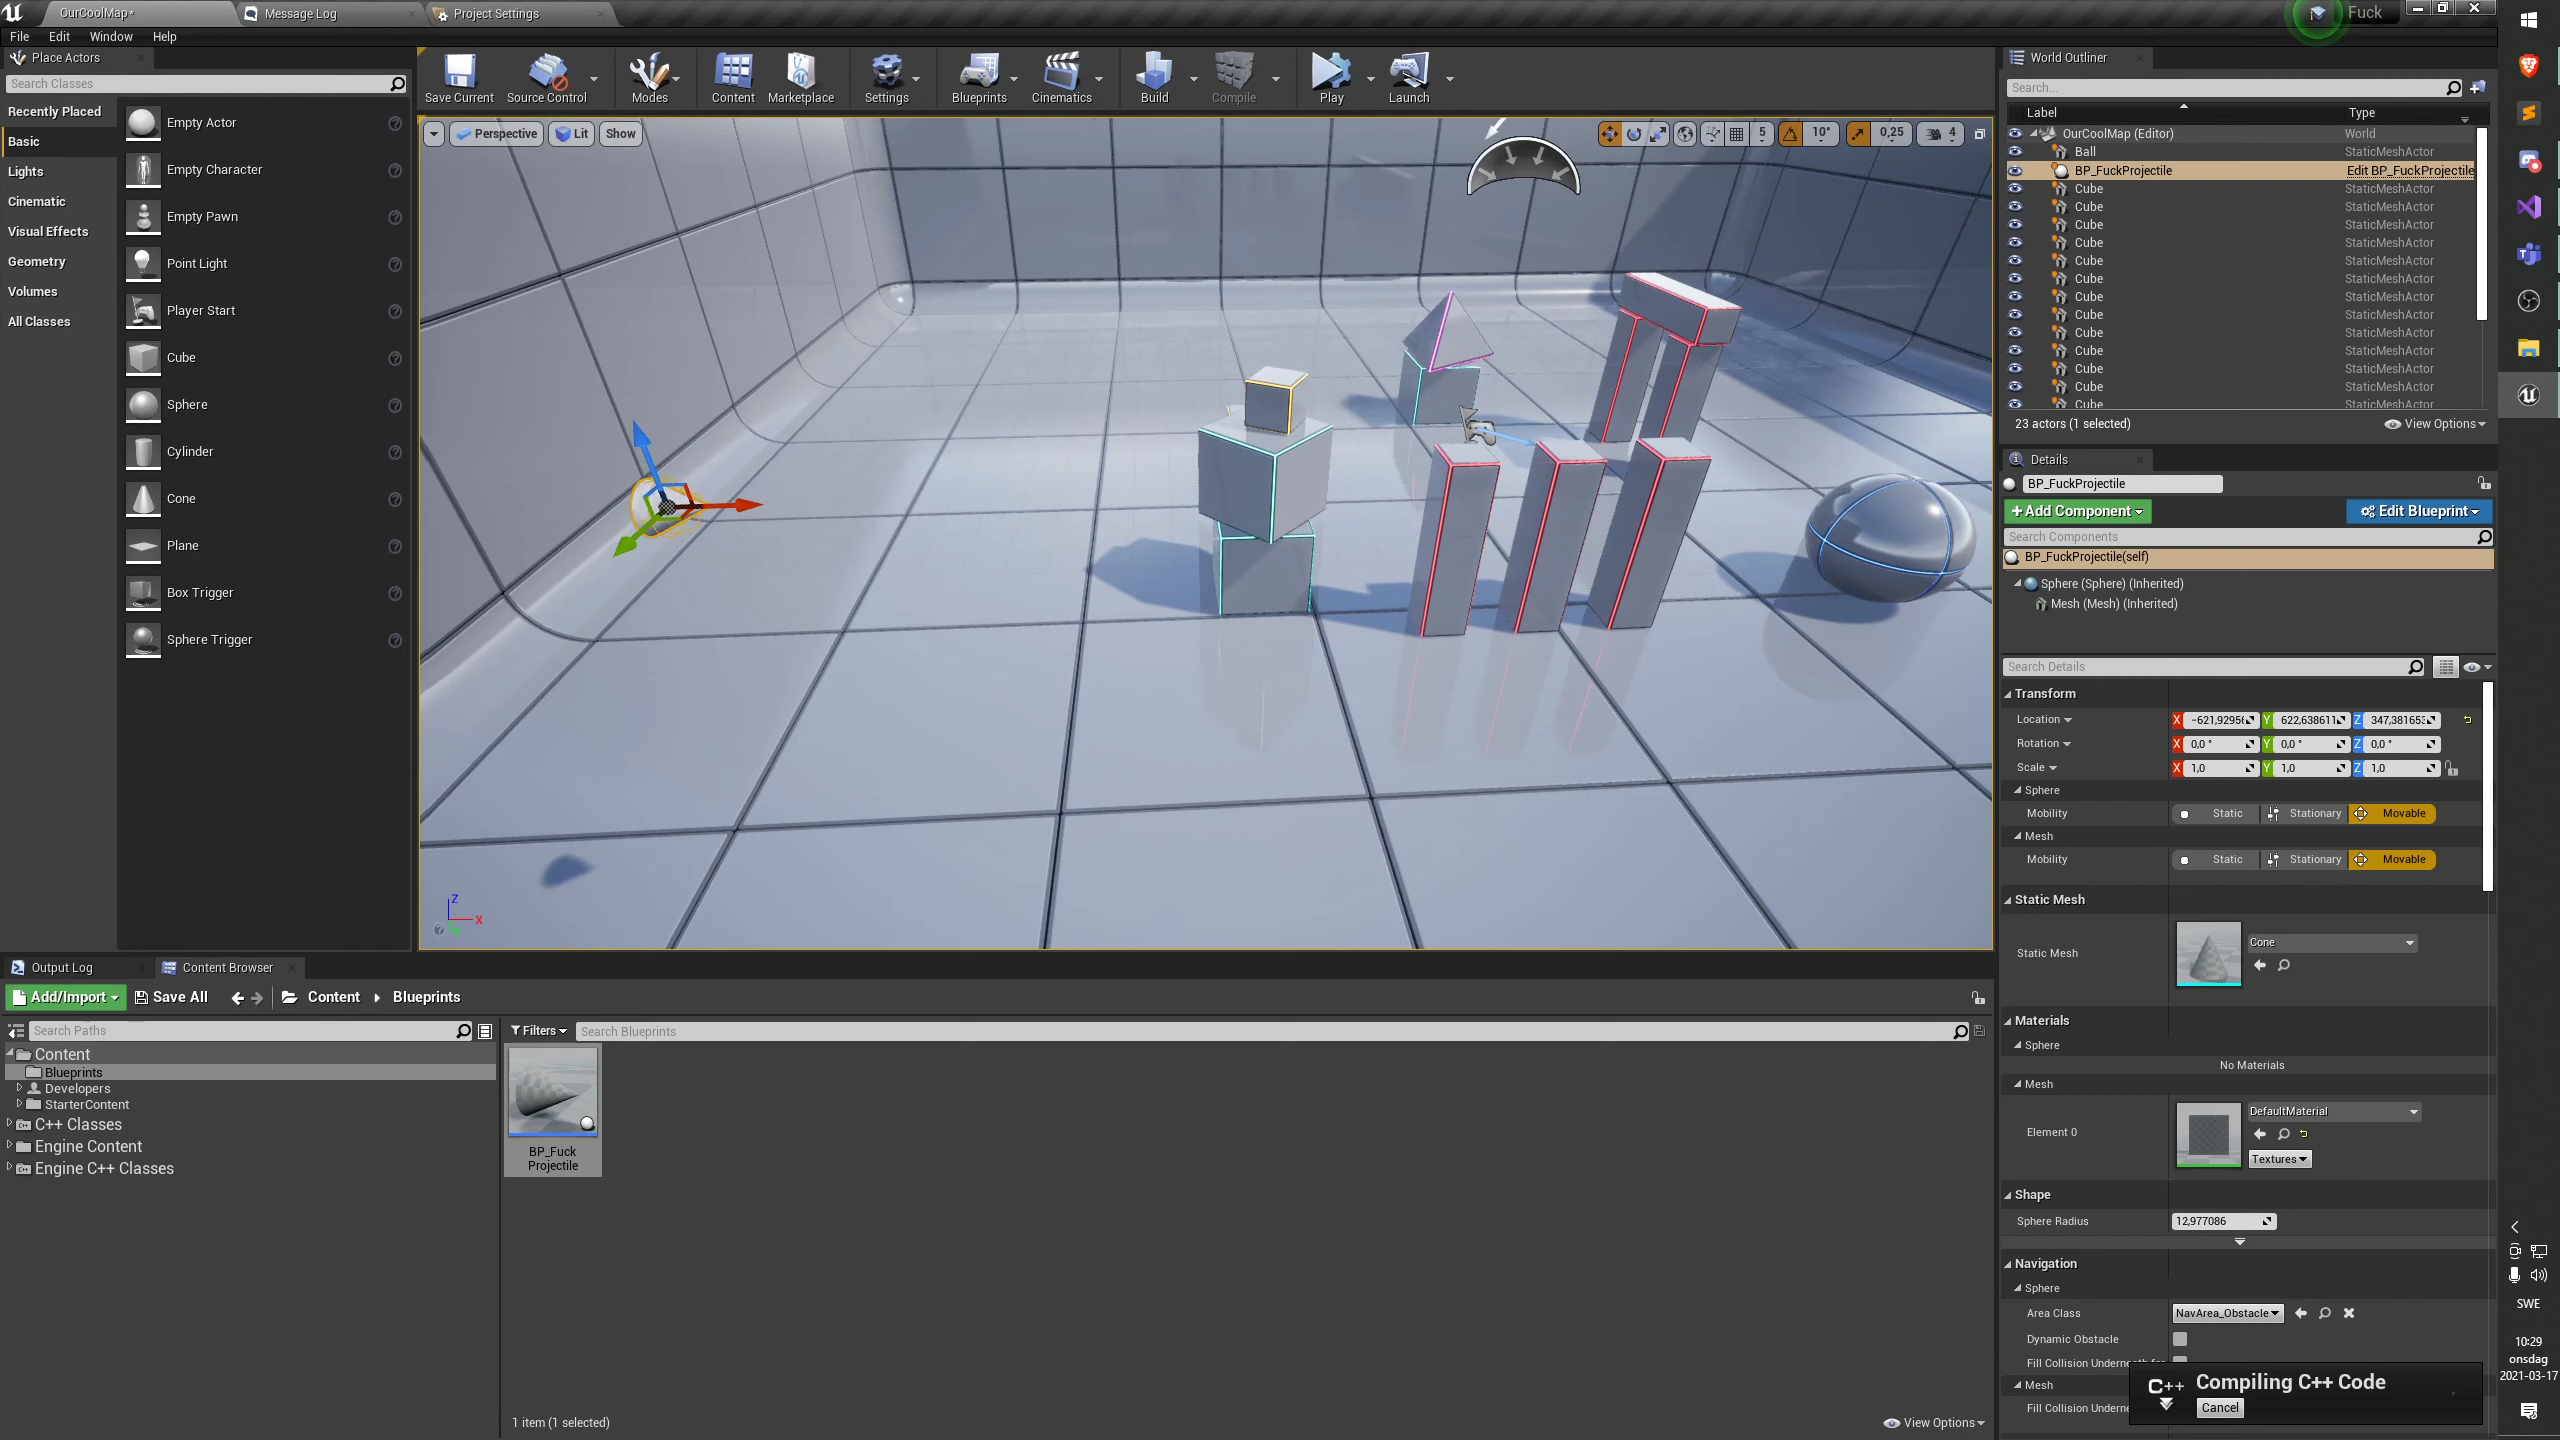 OurCoolMap*
Message Log
Project Settings
Fuck
File Edit Window Help
Place Actors
Search Classes
Recently Placed
Basic
Lights
Cinematic
Visual Effects
Geometry
Volumes
All Classes
Empty Actor
Empty Character
Empty Pawn
Point Light
Player Start
Cube
Sphere
Cylinder
Cone
Plane
Box Trigger
Sphere Trigger
Save Current
Source Control
Modes
Content
Marketplace
Settings
Blueprints
Cinematics
Build
Compile
Play
Launch
Perspective Lit Show
5 10° 0,25 4
Z
X
World Outliner
Search...
Label Type
OurCoolMap (Editor) World
Ball StaticMeshActor
BP_FuckProjectile Edit BP_FuckProjectile
Cube StaticMeshActor
Cube StaticMeshActor
Cube StaticMeshActor
Cube StaticMeshActor
Cube StaticMeshActor
Cube StaticMeshActor
Cube StaticMeshActor
Cube StaticMeshActor
Cube StaticMeshActor
Cube StaticMeshActor
Cube StaticMeshActor
Cube StaticMeshActor
Cube StaticMeshActor
23 actors (1 selected) View Options
Details
BP_FuckProjectile
+Add Component Edit Blueprint
Search Components
BP_FuckProjectile(self)
Sphere (Sphere) (Inherited)
Mesh (Mesh) (Inherited)
Search Details
Transform
Location X -621,9295 Y 622,638611 Z 347,381653
Rotation X 0,0 ° Y 0,0 ° Z 0,0 °
Scale X 1,0 Y 1,0 Z 1,0
Sphere
Mobility Static Stationary Movable
Mesh
Mobility Static Stationary Movable
Static Mesh
Static Mesh Cone
Materials
Sphere
No Materials
Mesh
Element 0 DefaultMaterial
Textures
Shape
Sphere Radius 12,977086
Navigation
Sphere
Area Class NavArea_Obstacle
Dynamic Obstacle
Fill Collision
Mesh
Fill Collision
C++ Compiling C++ Code
Cancel
Output Log
Content Browser
Add/Import Save All Content Blueprints
Search Paths
Filters Search Blueprints
Content
Blueprints
Developers
StarterContent
C++ Classes
Engine Content
Engine C++ Classes
BP_Fuck
Projectile
1 item (1 selected) View Options
SWE
10:29
onsdag
2021-03-17